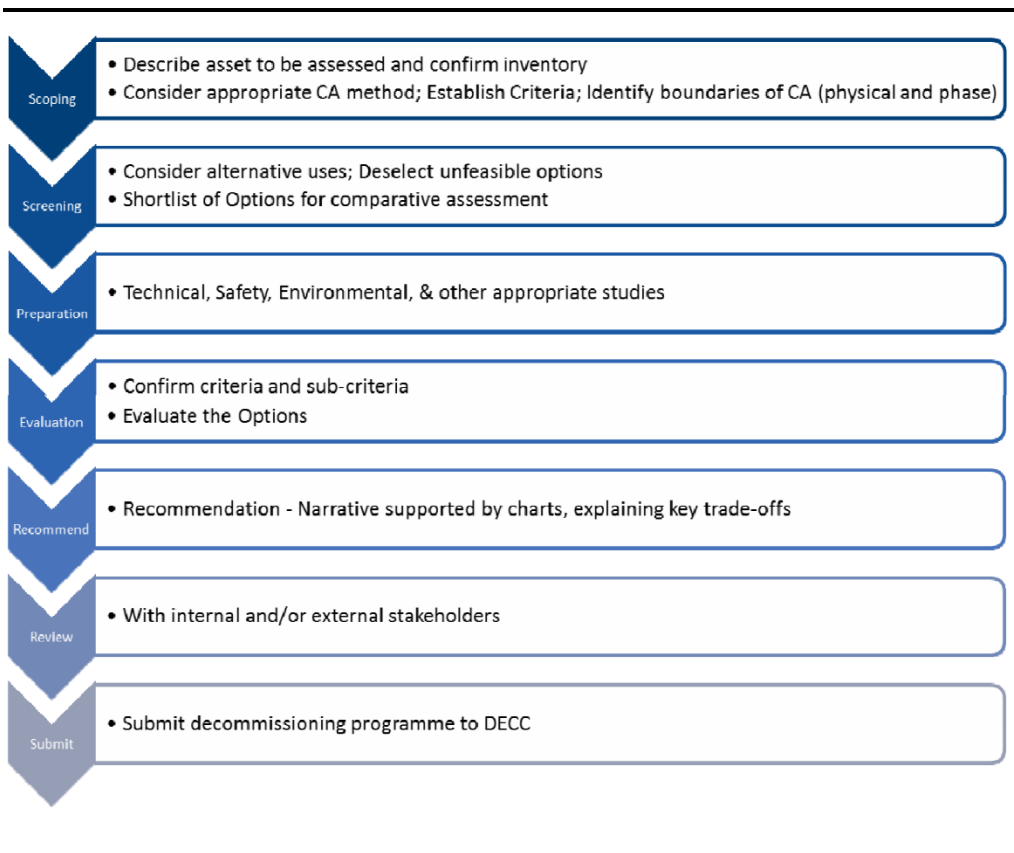 Scoping
• Describe asset to be assessed and confirm inventory
• Consider appropriate CA method; Establish Criteria; Identify boundaries of CA (physical and phase)
Screening
• Consider alternative uses; Deselect unfeasible options
• Shortlist of Options for comparative assessment
Preparation
• Technical, Safety, Environmental, & other appropriate studies
Evaluation
• Confirm criteria and sub-criteria
• Evaluate the Options
Recommend
• Recommendation - Narrative supported by charts, explaining key trade-offs
Review
• With internal and/or external stakeholders
Submit
• Submit decommissioning programme to DECC